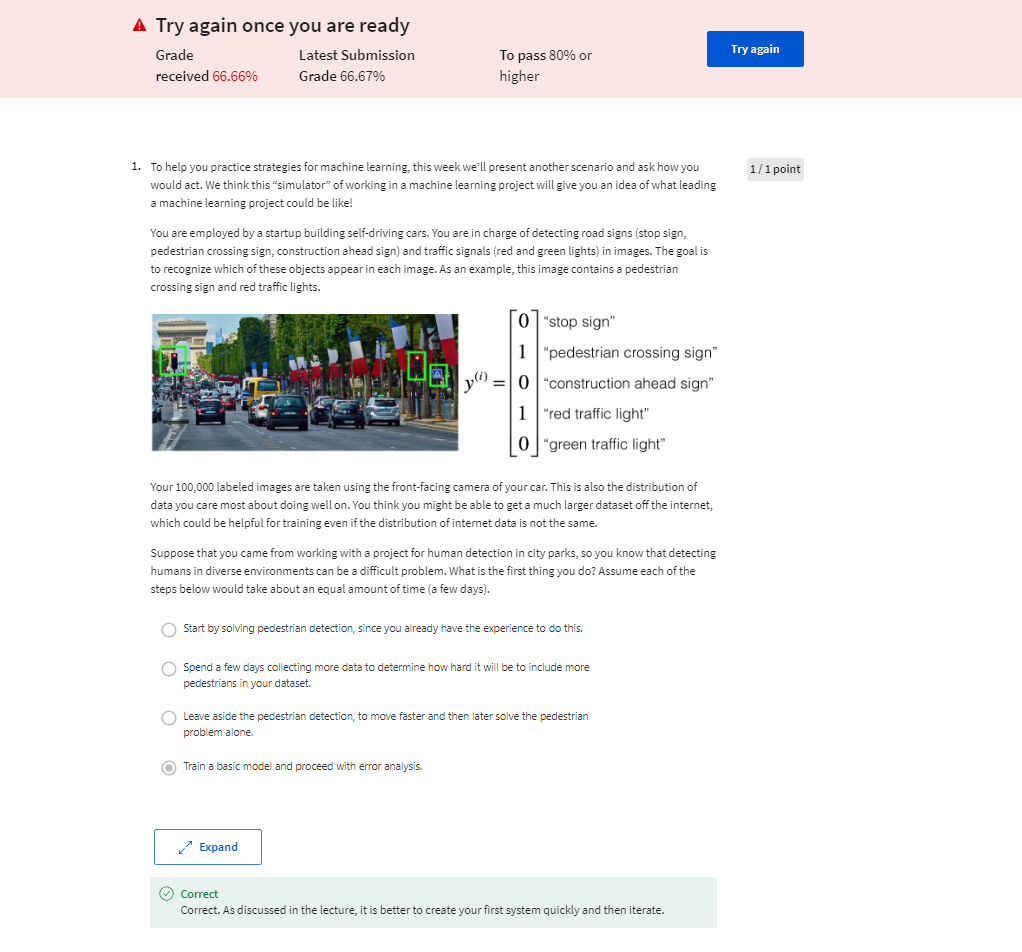 Try again once you are ready
Grade
received 66.66%
Latest Submission
Grade 66.67%
To pass 80% or
higher
Try again
1. To help you practice strategies for machine learning, this week we'll present another scenario and ask how you
1 / 1 point
would act. We think this “simulator” of working in a machine learning project will give you an idea of what leading
a machine learning project could be like!
You are employed by a startup building self-driving cars. You are in charge of detecting road signs (stop sign,
pedestrian crossing sign, construction ahead sign) and traffic signals (red and green lights) in images. The goal is
to recognize which of these objects appear in each image. As an example, this image contains a pedestrian
crossing sign and red traffic lights.
y(i) =
0 “stop sign”
1 “pedestrian crossing sign”
0 “construction ahead sign”
1 “red traffic light”
0 “green traffic light”
Your 100,000 labeled images are taken using the front-facing camera of your car. This is also the distribution of
data you care most about doing well on. You think you might be able to get a much larger dataset off the internet,
which could be helpful for training even if the distribution of internet data is not the same.
Suppose that you came from working with a project for human detection in city parks, so you know that detecting
humans in diverse environments can be a difficult problem. What is the first thing you do? Assume each of the
steps below would take about an equal amount of time (a few days).
Start by solving pedestrian detection, since you already have the experience to do this.
Spend a few days collecting more data to determine how hard it will be to include more
pedestrians in your dataset.
Leave aside the pedestrian detection, to move faster and then later solve the pedestrian
problem alone.
Train a basic model and proceed with error analysis.
Expand
Correct
Correct. As discussed in the lecture, it is better to create your first system quickly and then iterate.